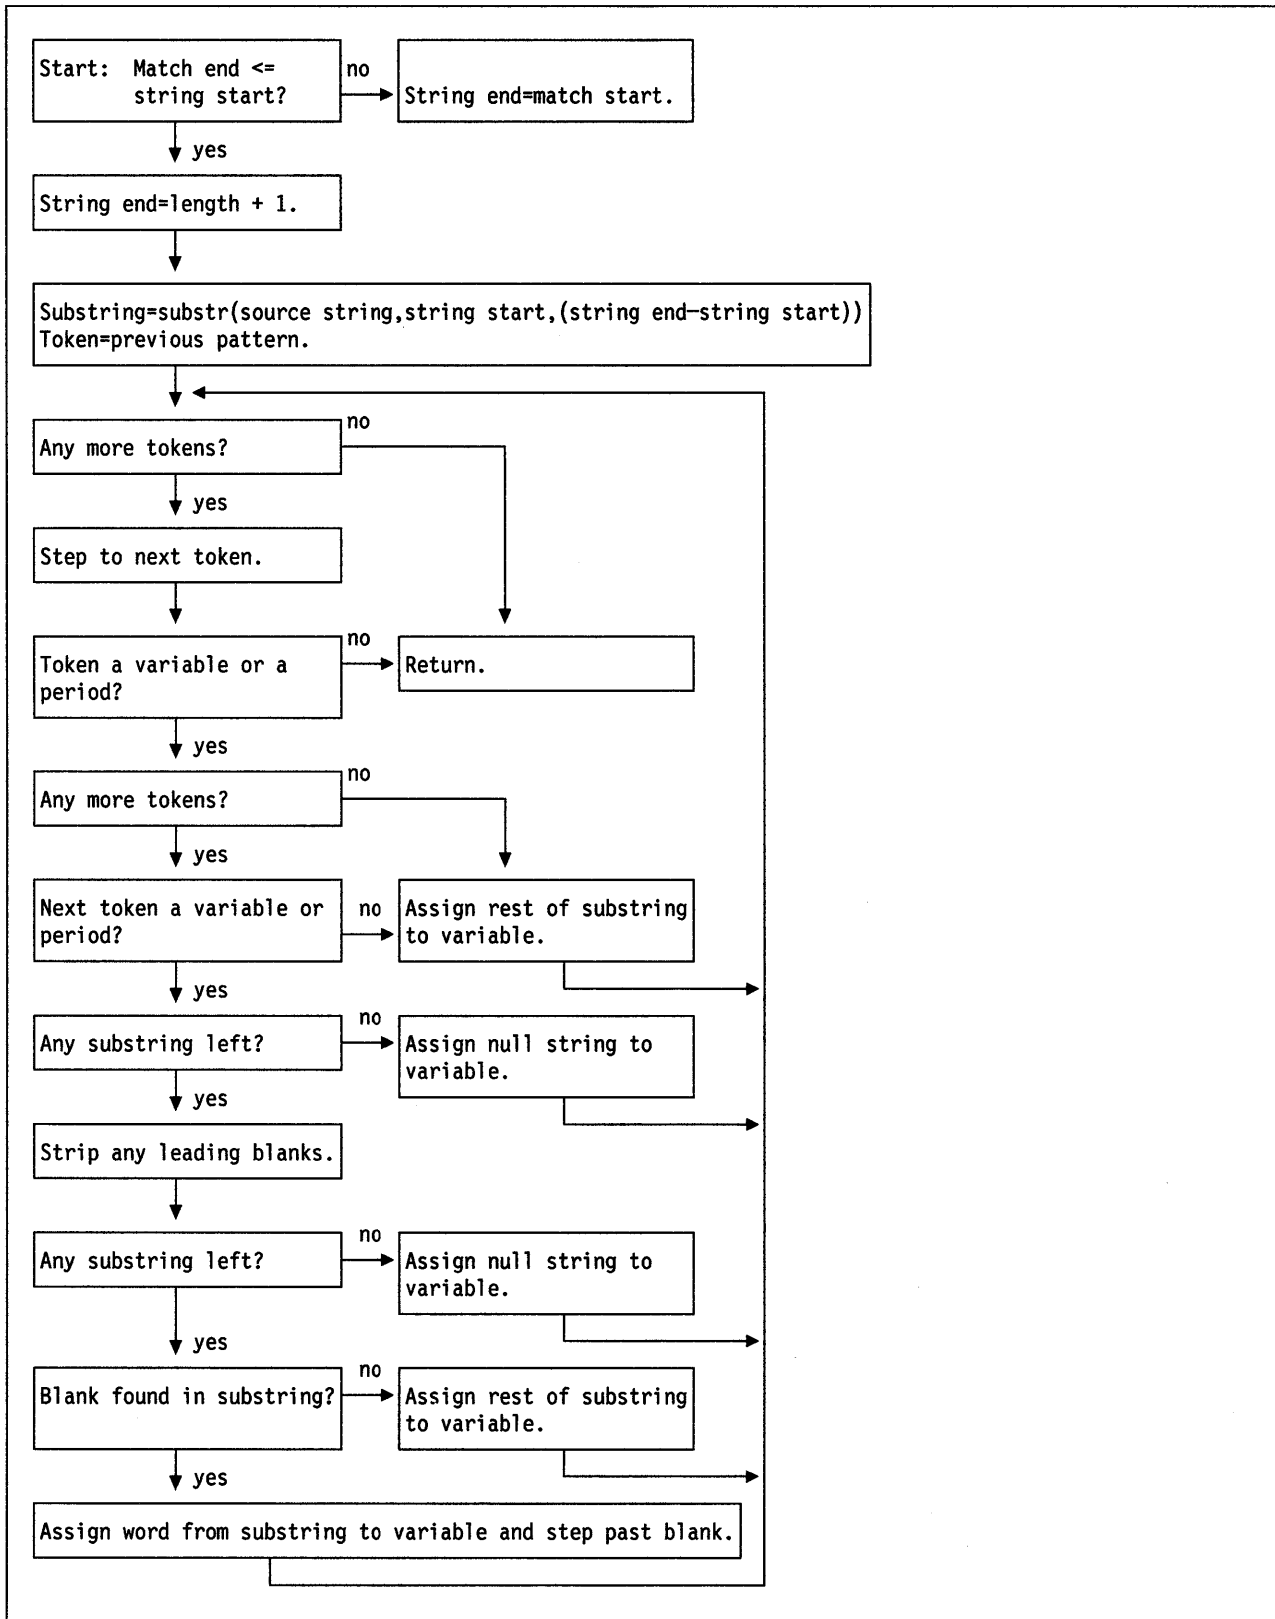 Start: Match end <=
string start?
no
String end=match start.
yes
String end=length + 1.
Substring=substr(source string,string start,(string end—string start))
Token=previous pattern.
Any more tokens?
no
yes
Step to next token.
Token a variable or a
period?
no
Return.
yes
Any more tokens?
no
yes
Next token a variable or
period?
no
Assign rest of substring
to variable.
yes
Any substring left?
no
Assign null string to
variable.
yes
Strip any leading blanks.
Any substring left?
no
Assign null string to
variable.
yes
Blank found in substring?
no
Assign rest of substring
to variable.
yes
Assign word from substring to variable and step past blank.